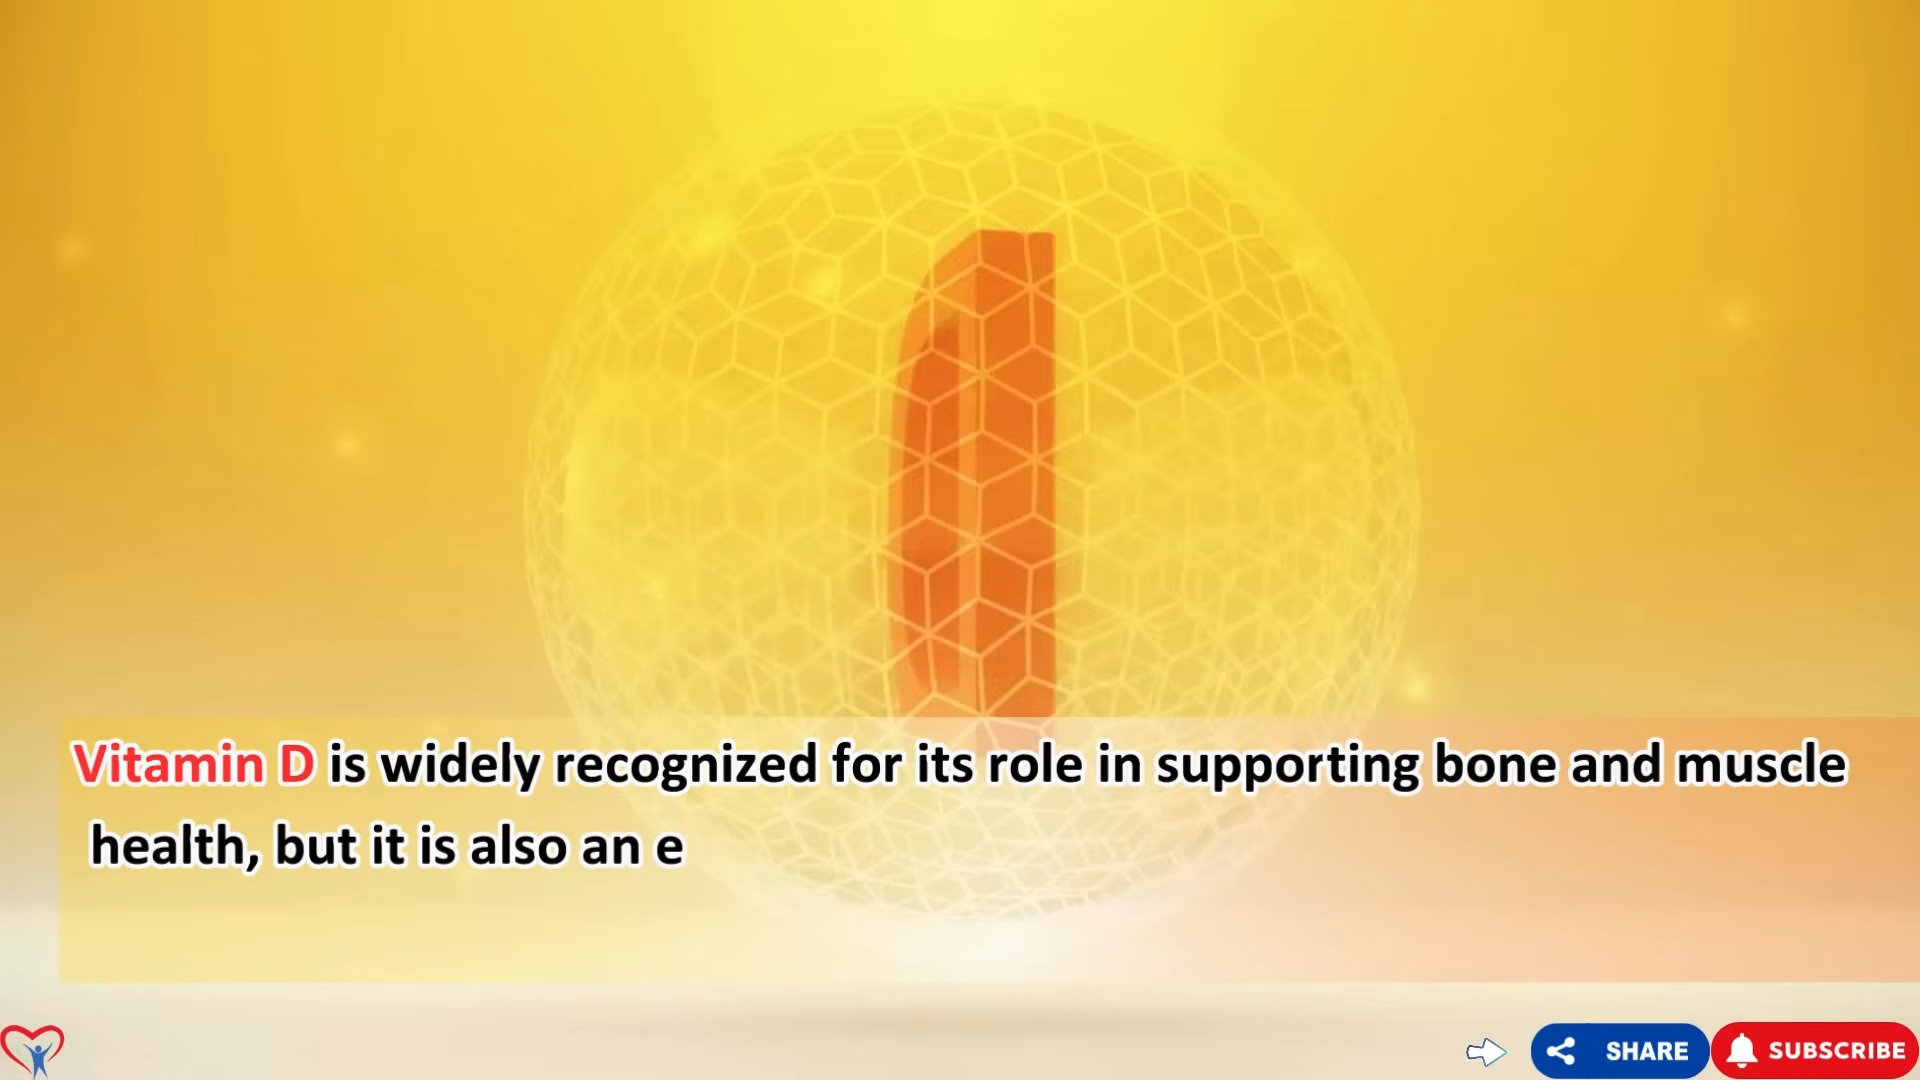 Vitamin D is widely recognized for its role in supporting bone and muscle
health, but it is also an e
SHARE
SUBSCRIBE